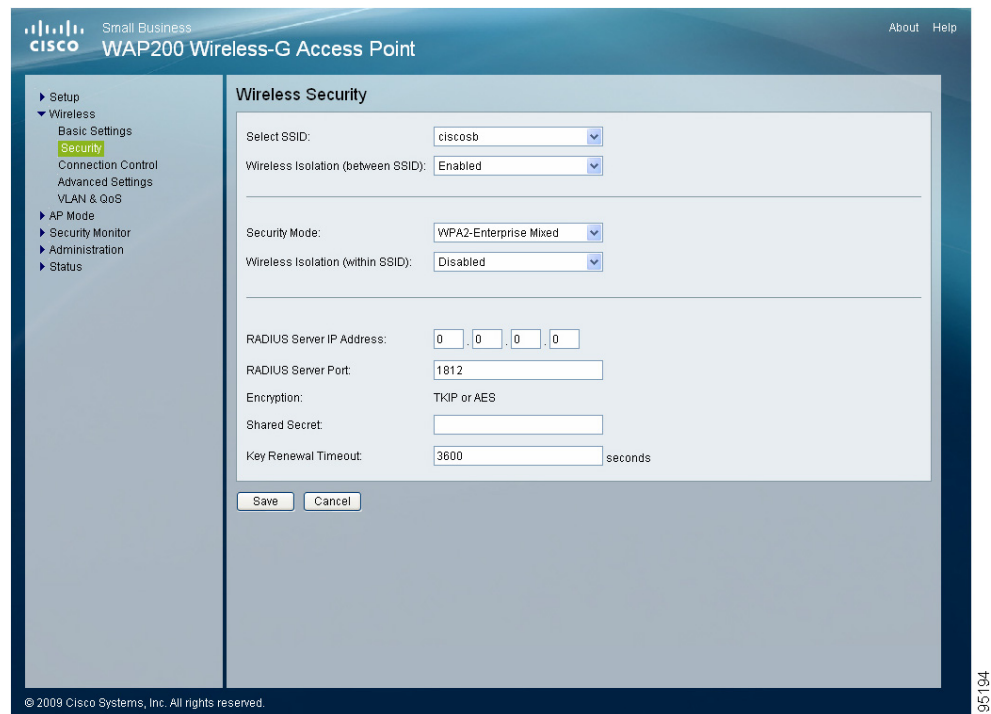 Small Business
CISCO WAP200 Wireless-G Access Point
About Help
Setup
Wireless
Basic Settings
Security
Connection Control
Advanced Settings
VLAN & QoS
AP Mode
Security Monitor
Administration
Status
Wireless Security
Select SSID: ciscosb
Wireless Isolation (between SSID): Enabled
Security Mode: WPA2-Enterprise Mixed
Wireless Isolation (within SSID): Disabled
RADIUS Server IP Address: 0 . 0 . 0 . 0
RADIUS Server Port: 1812
Encryption: TKIP or AES
Shared Secret:
Key Renewal Timeout: 3600 seconds
Save Cancel
© 2009 Cisco Systems, Inc. All rights reserved.
95194